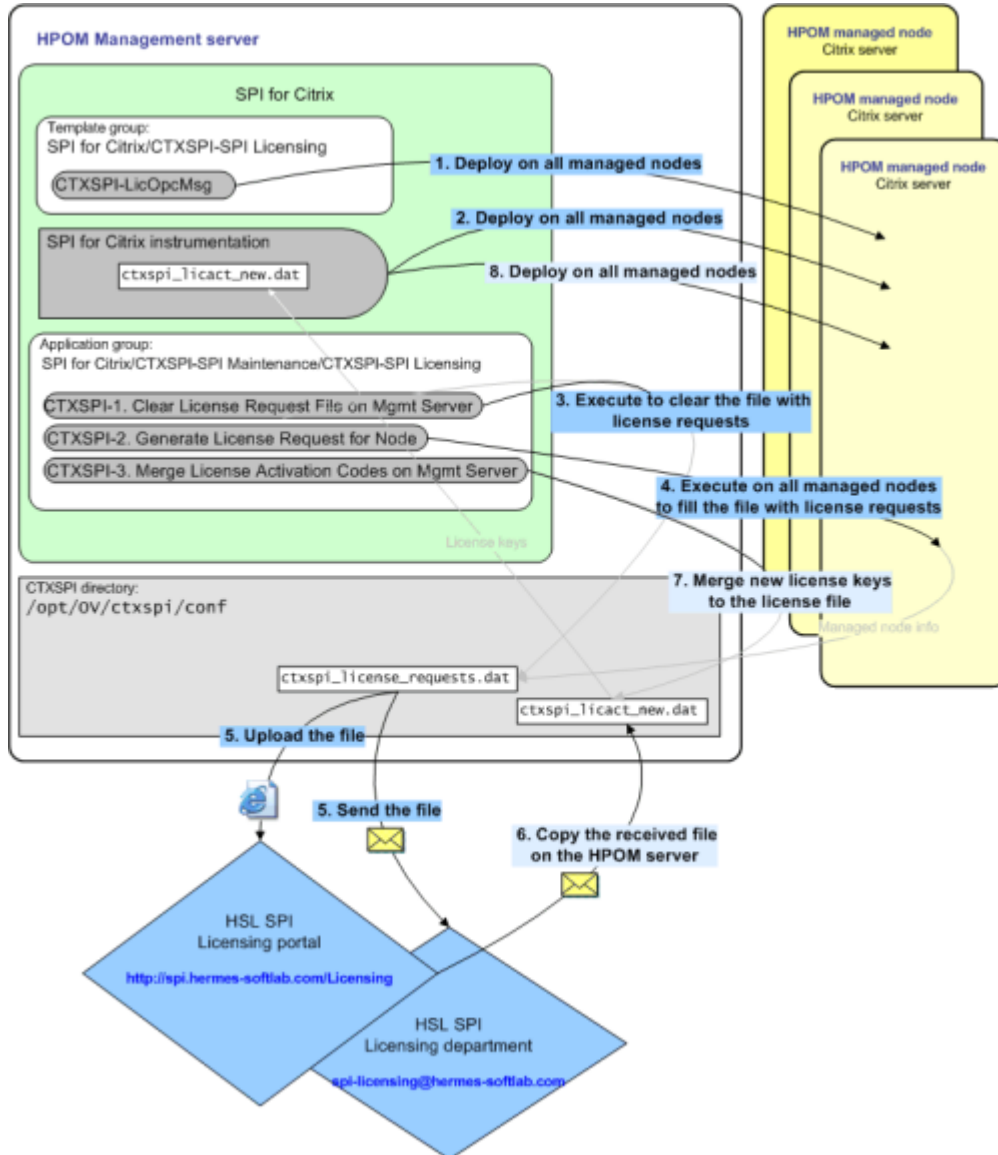 HPOM Management server
SPI for Citrix
Template group:
SPI for Citrix/CTXSPI-SPI Licensing
CTXSPI-LicOpcMsg
1. Deploy on all managed nodes
SPI for Citrix instrumentation
ctxspi_licact_new.dat
2. Deploy on all managed nodes
8. Deploy on all managed nodes
Application group:
SPI for Citrix/CTXSPI-SPI Maintenance/CTXSPI-SPI Licensing
CTXSPI-1. Clear License Request File on Mgmt Server
CTXSPI-2. Generate License Request for Node
CTXSPI-3. Merge License Activation Codes on Mgmt Server
3. Execute to clear the file with
license requests
4. Execute on all managed nodes
to fill the file with license requests
License keys
7. Merge new license keys
to the license file
Managed node info
HPOM managed node
Citrix server
HPOM managed node
Citrix server
HPOM managed node
Citrix server
CTXSPI directory:
/opt/OV/ctxspi/conf
ctxspi_license_requests.dat
ctxspi_licact_new.dat
5. Upload the file
5. Send the file
6. Copy the received file
on the HPOM server
HSL SPI
Licensing portal
http://spi.hermes-softlab.com/Licensing
HSL SPI
Licensing department
spi-licensing@hermes-softlab.com